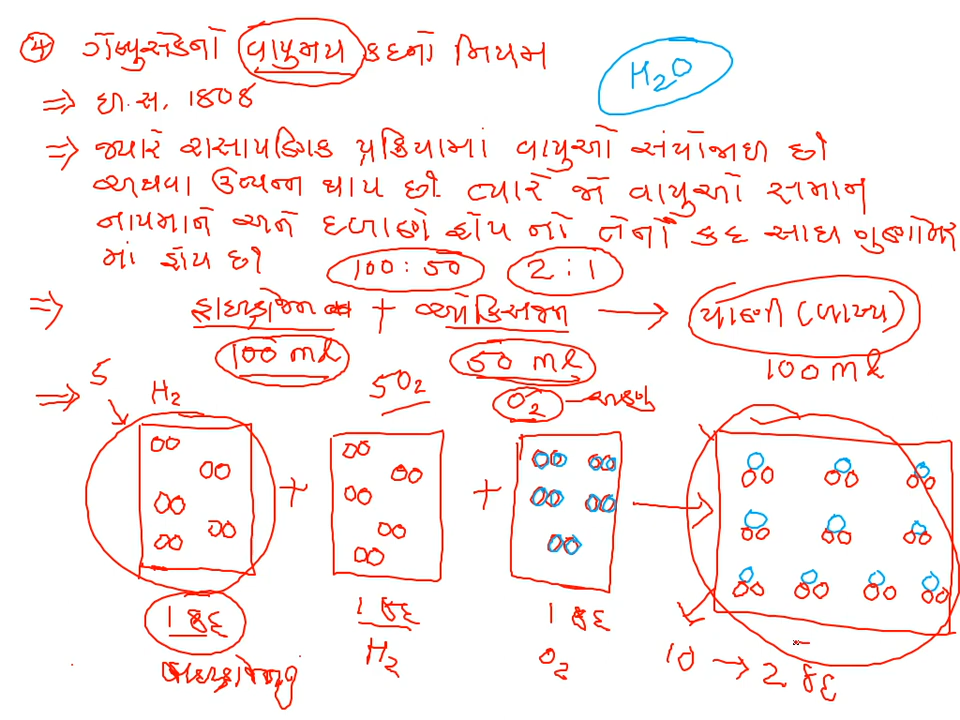 ④ ગેલ્યુસેકનો વાયુમય કદનો નિયમ
H₂O
⇒ ઈ.સ. 1808
⇒ જ્યારે રાસાયણિક પ્રક્રિયામાં વાયુઓ સંયોજાય છે
અથવા ઉત્પન્ન થાય છે ત્યારે જો વાયુઓ સમાન
તાપમાને અને દબાણે હોય તો તેનો કદ સાદા ગુણોત્તર
માં હોય છે
100 : 50 2 : 1
⇒ હાઇડ્રોજન + ઓક્સિજન → પાણી (બાષ્પ)
100 ml 50 ml 100 ml
⇒ 5 H₂ 5O₂ O₂
+ + →
1 કદ 1 કદ 1 કદ
H₂ O₂ 10 → 2 કદ